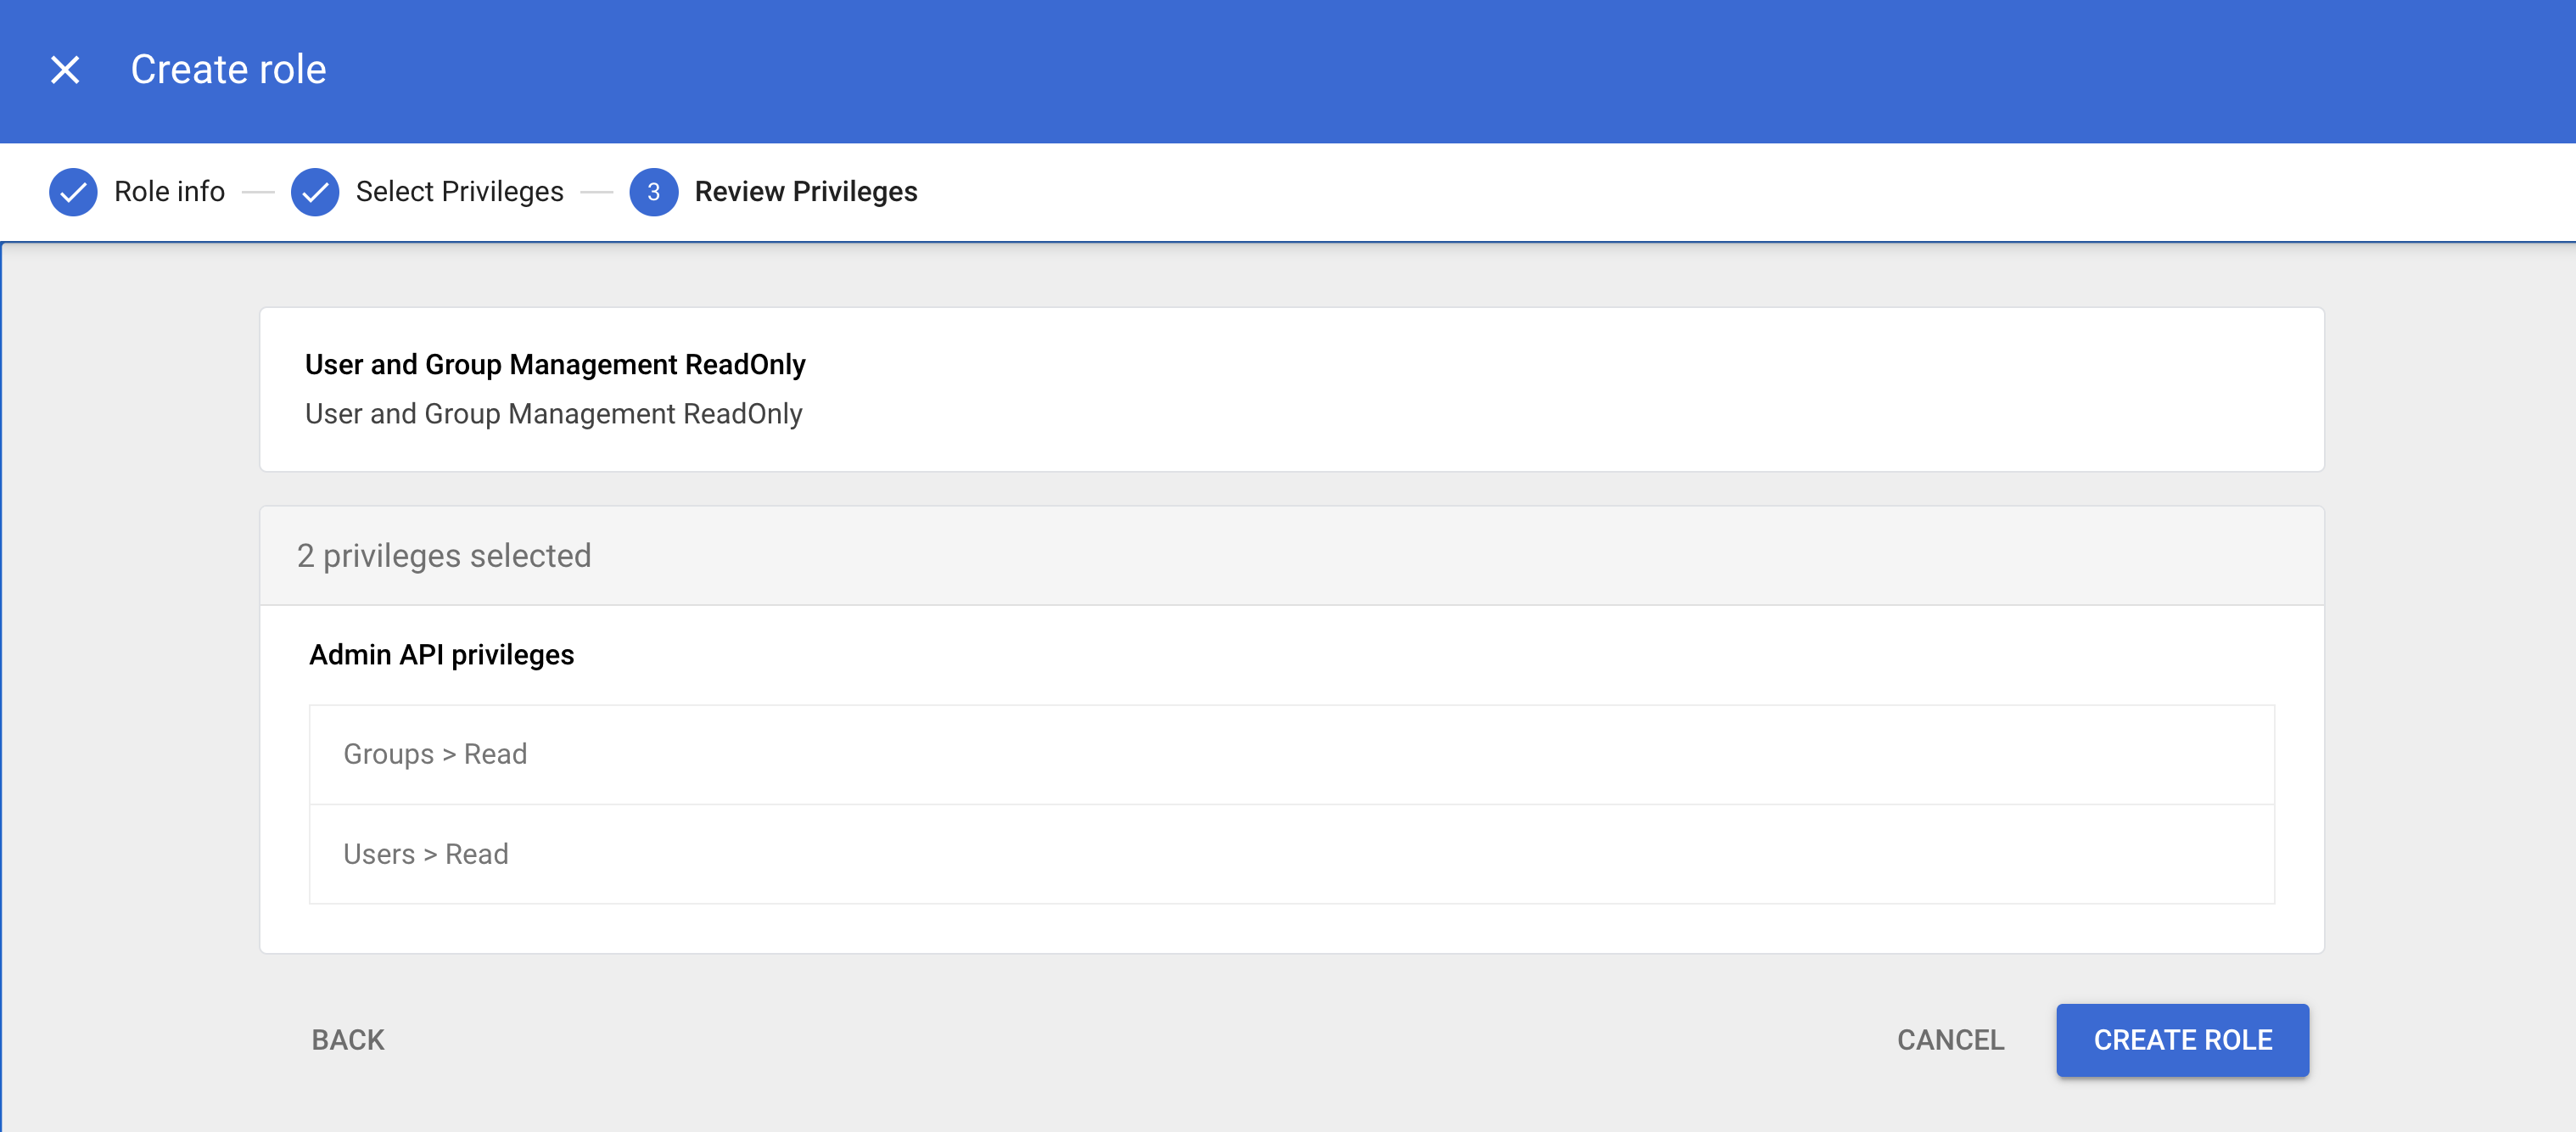 Create role
Role info
Select Privileges
3
Review Privileges
User and Group Management ReadOnly
User and Group Management ReadOnly
2 privileges selected
Admin API privileges
Groups > Read
Users > Read
BACK
CANCEL
CREATE ROLE